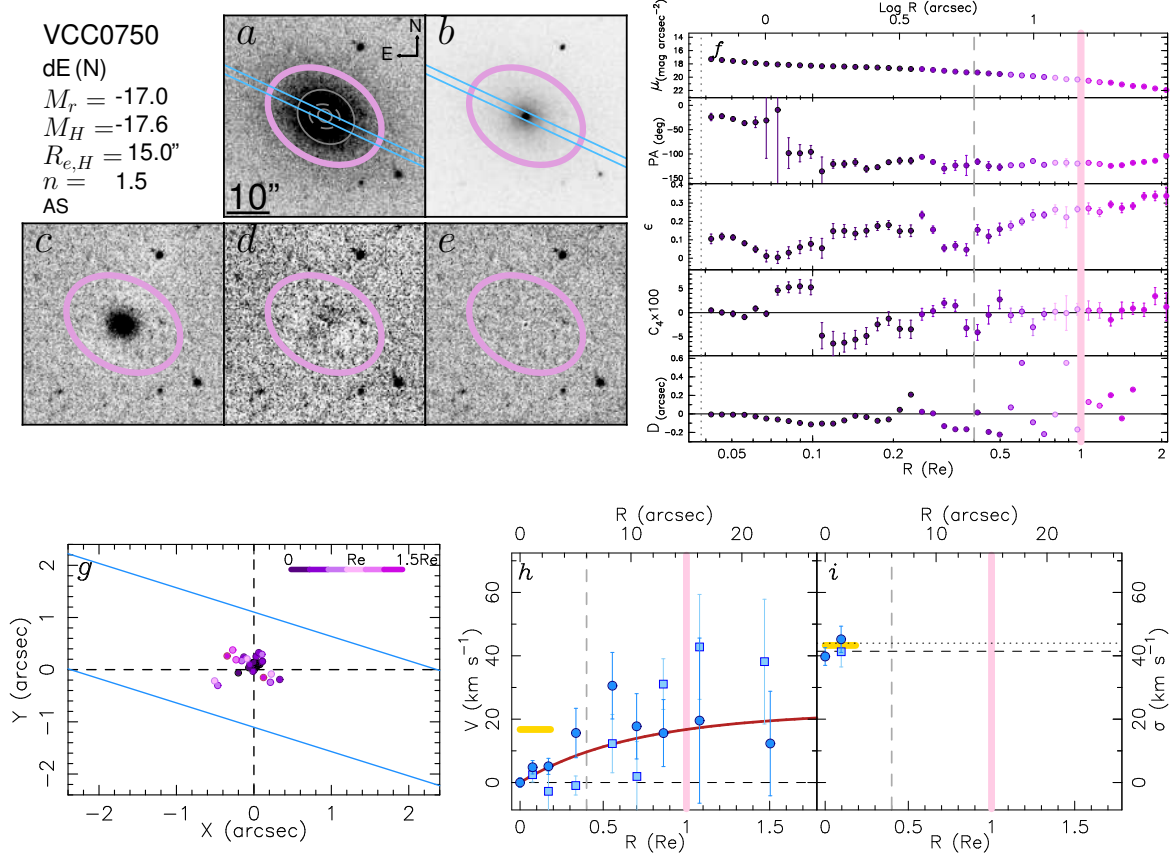 VCC0750
dE (N)
M_r = -17.0
M_H = -17.6
R_e,H = 15.0”
n = 1.5
AS
a
N
E
10”
b
c
d
e
Log R (arcsec)
0 0.5 1
f
μ(mag arcsec⁻²)
14
16
18
20
22
PA (deg)
0
-50
-100
-150
ε
0.4
0.3
0.2
0.1
0
C₄x100
5
0
-5
D (arcsec)
0.6
0.4
0.2
0
-0.2
0.05 0.1 0.2 0.5 1 2
R (Re)
g
0 Re 1.5Re
Y (arcsec)
2
1
0
−1
−2
−2 −1 0 1 2
X (arcsec)
R (arcsec)
0 10 20
h
V (km s⁻¹)
60
40
20
0
0 0.5 1 1.5
R (Re)
R (arcsec)
0 10 20
i
60
40
20
0
σ (km s⁻¹)
0 0.5 1 1.5
R (Re)